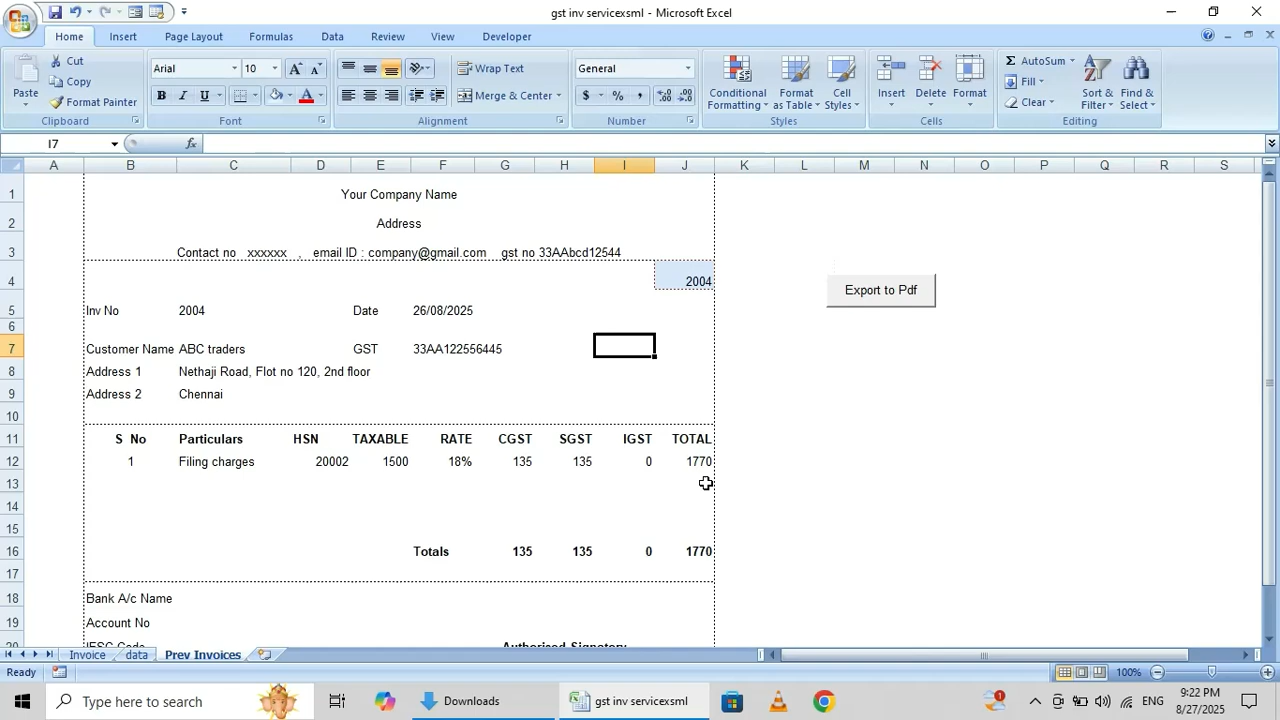 gst inv servicexsml - Microsoft Excel
Home Insert Page Layout Formulas Data Review View Developer
Paste Cut Copy Format Painter
Arial 10
Wrap Text
Merge & Center
General
Conditional Formatting Format as Table Cell Styles
Insert Delete Format
AutoSum Fill Clear
Sort & Filter Find & Select
Clipboard Font Alignment Number Styles Cells Editing
I7 fx
A B C D E F G H I J K L M N O P Q R S
1 Your Company Name
2 Address
3 Contact no xxxxxx . email ID : company@gmail.com gst no 33AAbcd12544
4 2004
Export to Pdf
5 Inv No 2004 Date 26/08/2025
6
7 Customer Name ABC traders GST 33AA122556445
8 Address 1 Nethaji Road, Flot no 120, 2nd floor
9 Address 2 Chennai
10
11 S No Particulars HSN TAXABLE RATE CGST SGST IGST TOTAL
12 1 Filing charges 20002 1500 18% 135 135 0 1770
13
14
15
16 Totals 135 135 0 1770
17
18 Bank A/c Name
19 Account No
20 IFSC Code Authorised Signatory
Invoice data Prev Invoices
Ready 100%
Type here to search Downloads gst inv servicexsml 1 ENG 9:22 PM
8/27/2025